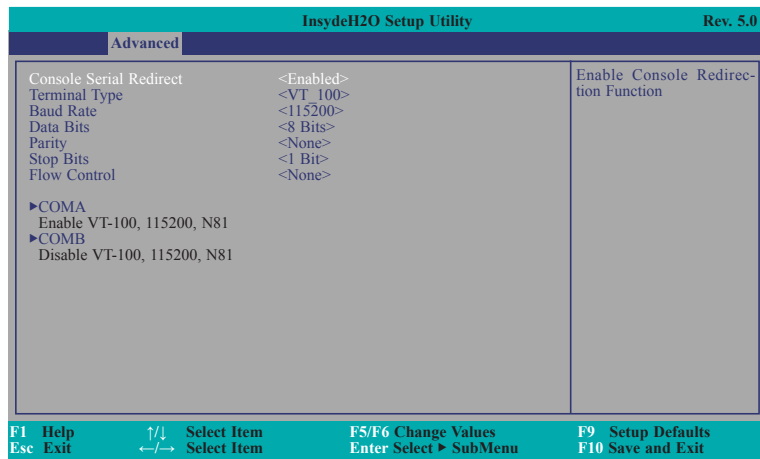 InsydeH2O Setup Utility Rev. 5.0
Advanced
Console Serial Redirect <Enabled>
Terminal Type <VT_100>
Baud Rate <115200>
Data Bits <8 Bits>
Parity <None>
Stop Bits <1 Bit>
Flow Control <None>
►COMA
Enable VT-100, 115200, N81
►COMB
Disable VT-100, 115200, N81
Enable Console Redirec-
tion Function
F1 Help ↑/↓ Select Item F5/F6 Change Values F9 Setup Defaults
Esc Exit ←/→ Select Item Enter Select ► SubMenu F10 Save and Exit